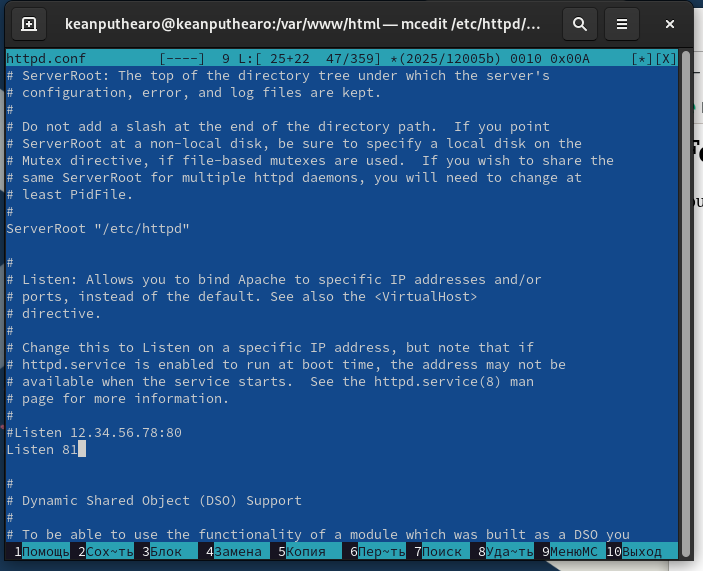 keanputhearo@keanputhearo:/var/www/html — mcedit /etc/httpd/…
httpd.conf [----] 9 L:[ 25+22 47/359] *(2025/12005b) 0010 0x00A [*][X]
# ServerRoot: The top of the directory tree under which the server's
# configuration, error, and log files are kept.
#
# Do not add a slash at the end of the directory path.  If you point
# ServerRoot at a non-local disk, be sure to specify a local disk on the
# Mutex directive, if file-based mutexes are used.  If you wish to share the
# same ServerRoot for multiple httpd daemons, you will need to change at
# least PidFile.
#
ServerRoot "/etc/httpd"
#
# Listen: Allows you to bind Apache to specific IP addresses and/or
# ports, instead of the default. See also the <VirtualHost>
# directive.
#
# Change this to Listen on a specific IP address, but note that if
# httpd.service is enabled to run at boot time, the address may not be
# available when the service starts.  See the httpd.service(8) man
# page for more information.
#
#Listen 12.34.56.78:80
Listen 81
#
# Dynamic Shared Object (DSO) Support
#
# To be able to use the functionality of a module which was built as a DSO you
1Помощь 2Сох~ть 3Блок 4Замена 5Копия 6Пер~ть 7Поиск 8Уда~ть 9МенюMC 10Выход